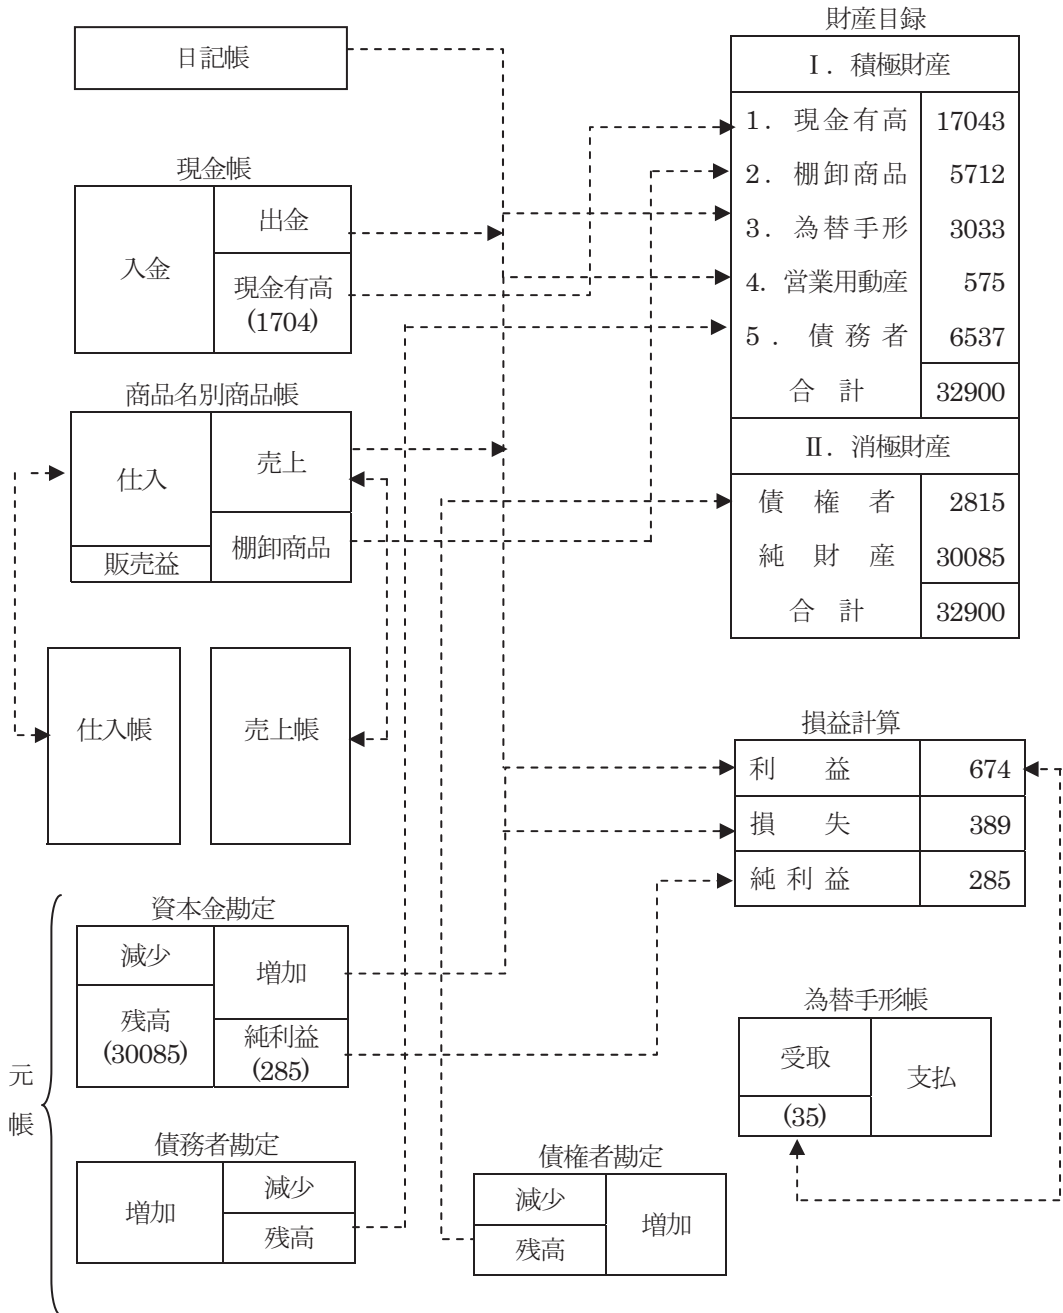 日記帳
現金帳
入金
出金
現金有高
(1704)
商品名別商品帳
仕入
売上
販売益
棚卸商品
仕入帳
売上帳
元
帳
資本金勘定
減少
増加
残高
(30085)
純利益
(285)
債務者勘定
増加
減少
残高
債権者勘定
減少
残高
増加
財産目録
Ⅰ．積極財産
1．現金有高 17043
2．棚卸商品 5712
3．為替手形 3033
4．営業用動産 575
5．債務者 6537
合計 32900
Ⅱ．消極財産
債権者 2815
純財産 30085
合計 32900
損益計算
利益 674
損失 389
純利益 285
為替手形帳
受取
(35)
支払